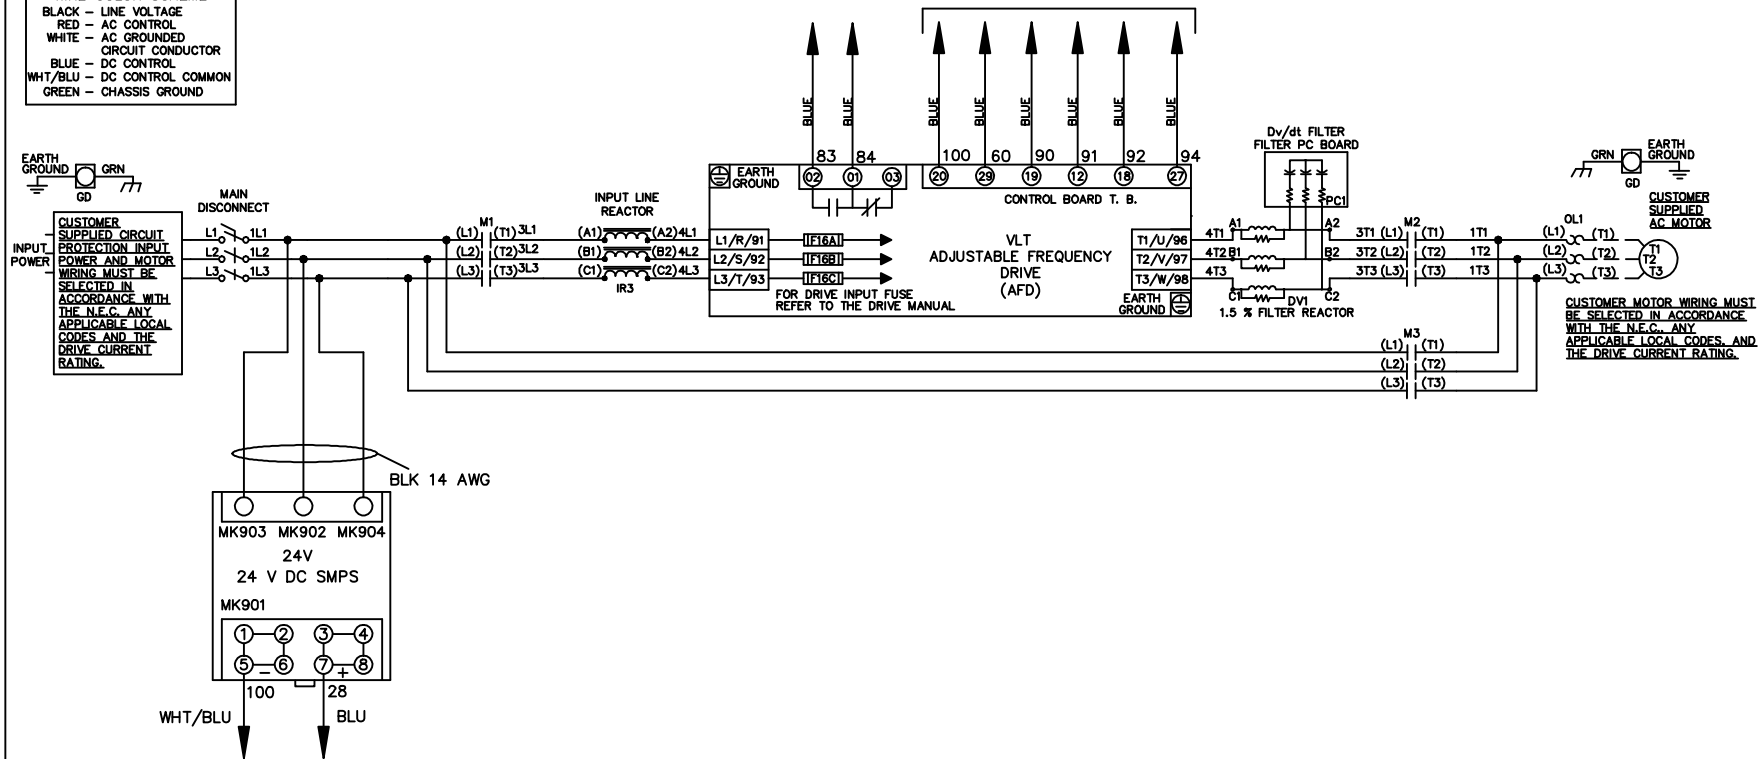 BLACK – LINE VOLTAGE
RED – AC CONTROL
WHITE – AC GROUNDED
CIRCUIT CONDUCTOR
BLUE – DC CONTROL
WHT/BLU – DC CONTROL COMMON
GREEN – CHASSIS GROUND
BLUE BLUE BLUE BLUE BLUE BLUE BLUE BLUE
83 84 100 60 90 91 92 94
02 01 03 20 29 19 12 18 27
EARTH
GROUND
CONTROL BOARD T. B.
Dv/dt FILTER
FILTER PC BOARD
PC1
EARTH
GROUND
GRN
GD
GRN
EARTH
GROUND
GD
CUSTOMER
SUPPLIED
AC MOTOR
MAIN
DISCONNECT
INPUT LINE
REACTOR
INPUT
POWER
CUSTOMER
SUPPLIED CIRCUIT
PROTECTION INPUT
POWER AND MOTOR
WIRING MUST BE
SELECTED IN
ACCORDANCE WITH
THE N.E.C. ANY
APPLICABLE LOCAL
CODES AND THE
DRIVE CURRENT
RATING.
M1
L1 1L1 (L1) (T1) 3L1 (A1) (A2) 4L1 L1/R/91 F16A
L2 1L2 (L2) (T2) 3L2 (B1) (B2) 4L2 L2/S/92 F16B
L3 1L3 (L3) (T3) 3L3 (C1) (C2) 4L3 L3/T/93 F16C
IR3
FOR DRIVE INPUT FUSE
REFER TO THE DRIVE MANUAL
VLT
ADJUSTABLE FREQUENCY
DRIVE
(AFD)
EARTH
GROUND
M2
OL1
T1/U/96 4T1 A1 A2 3T1 (L1) (T1) 1T1 (L1) (T1) T1
T2/V/97 4T2 B1 B2 3T2 (L2) (T2) 1T2 (L2) (T2) T2
T3/W/98 4T3 C1 C2 3T3 (L3) (T3) 1T3 (L3) (T3) T3
DV1
1.5 % FILTER REACTOR
CUSTOMER MOTOR WIRING MUST
BE SELECTED IN ACCORDANCE
WITH THE N.E.C., ANY
APPLICABLE LOCAL CODES, AND
THE DRIVE CURRENT RATING.
M3
(L1) (T1)
(L2) (T2)
(L3) (T3)
BLK 14 AWG
MK903 MK902 MK904
24V
24 V DC SMPS
MK901
1 2 3 4
5 – 6 7 + 8
100 28
WHT/BLU BLU